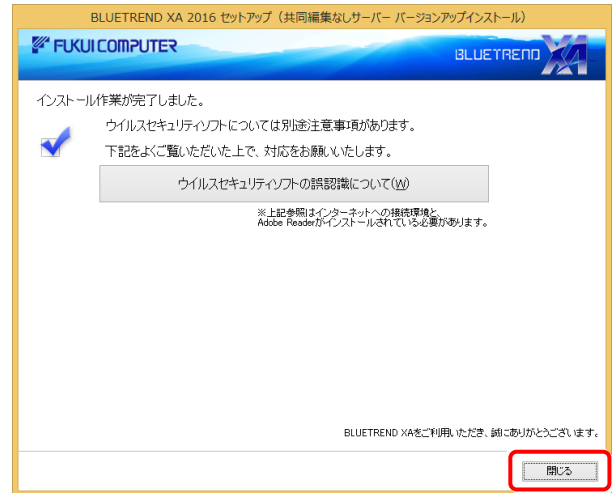 BLUETREND XA 2016 セットアップ（共同編集なしサーバー バージョンアップインストール）
FUKUI COMPUTER
BLUETREND XA
インストール作業が完了しました。
ウイルスセキュリティソフトについては別途注意事項があります。
下記をよくご覧いただいた上で、対応をお願いいたします。
ウイルスセキュリティソフトの誤認識について(W)
※上記参照はインターネットへの接続環境と、
Adobe Readerがインストールされている必要があります。
BLUETREND XAをご利用いただき、誠にありがとうございます。
閉じる